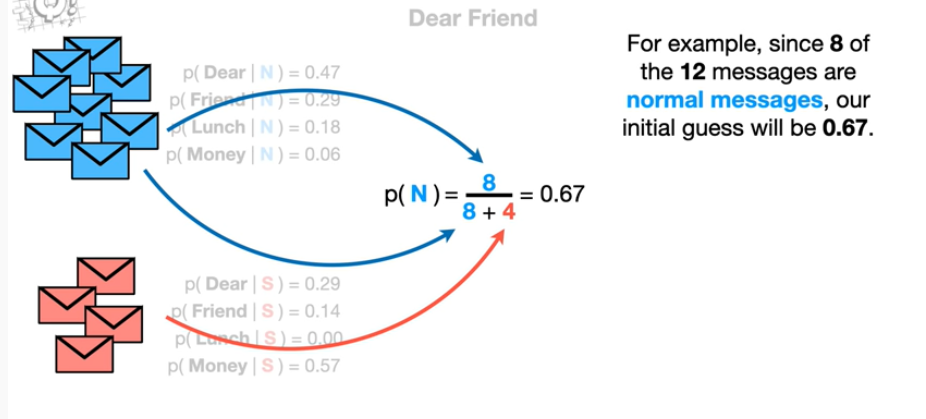 Dear Friend
For example, since 8 of
the 12 messages are
normal messages, our
initial guess will be 0.67.
p( Dear | N ) = 0.47
p( Friend | N ) = 0.29
p( Lunch | N ) = 0.18
p( Money | N ) = 0.06
p( N ) = 8 / 8 + 4 = 0.67
p( Dear | S ) = 0.29
p( Friend | S ) = 0.14
p( Lunch | S ) = 0.00
p( Money | S ) = 0.57